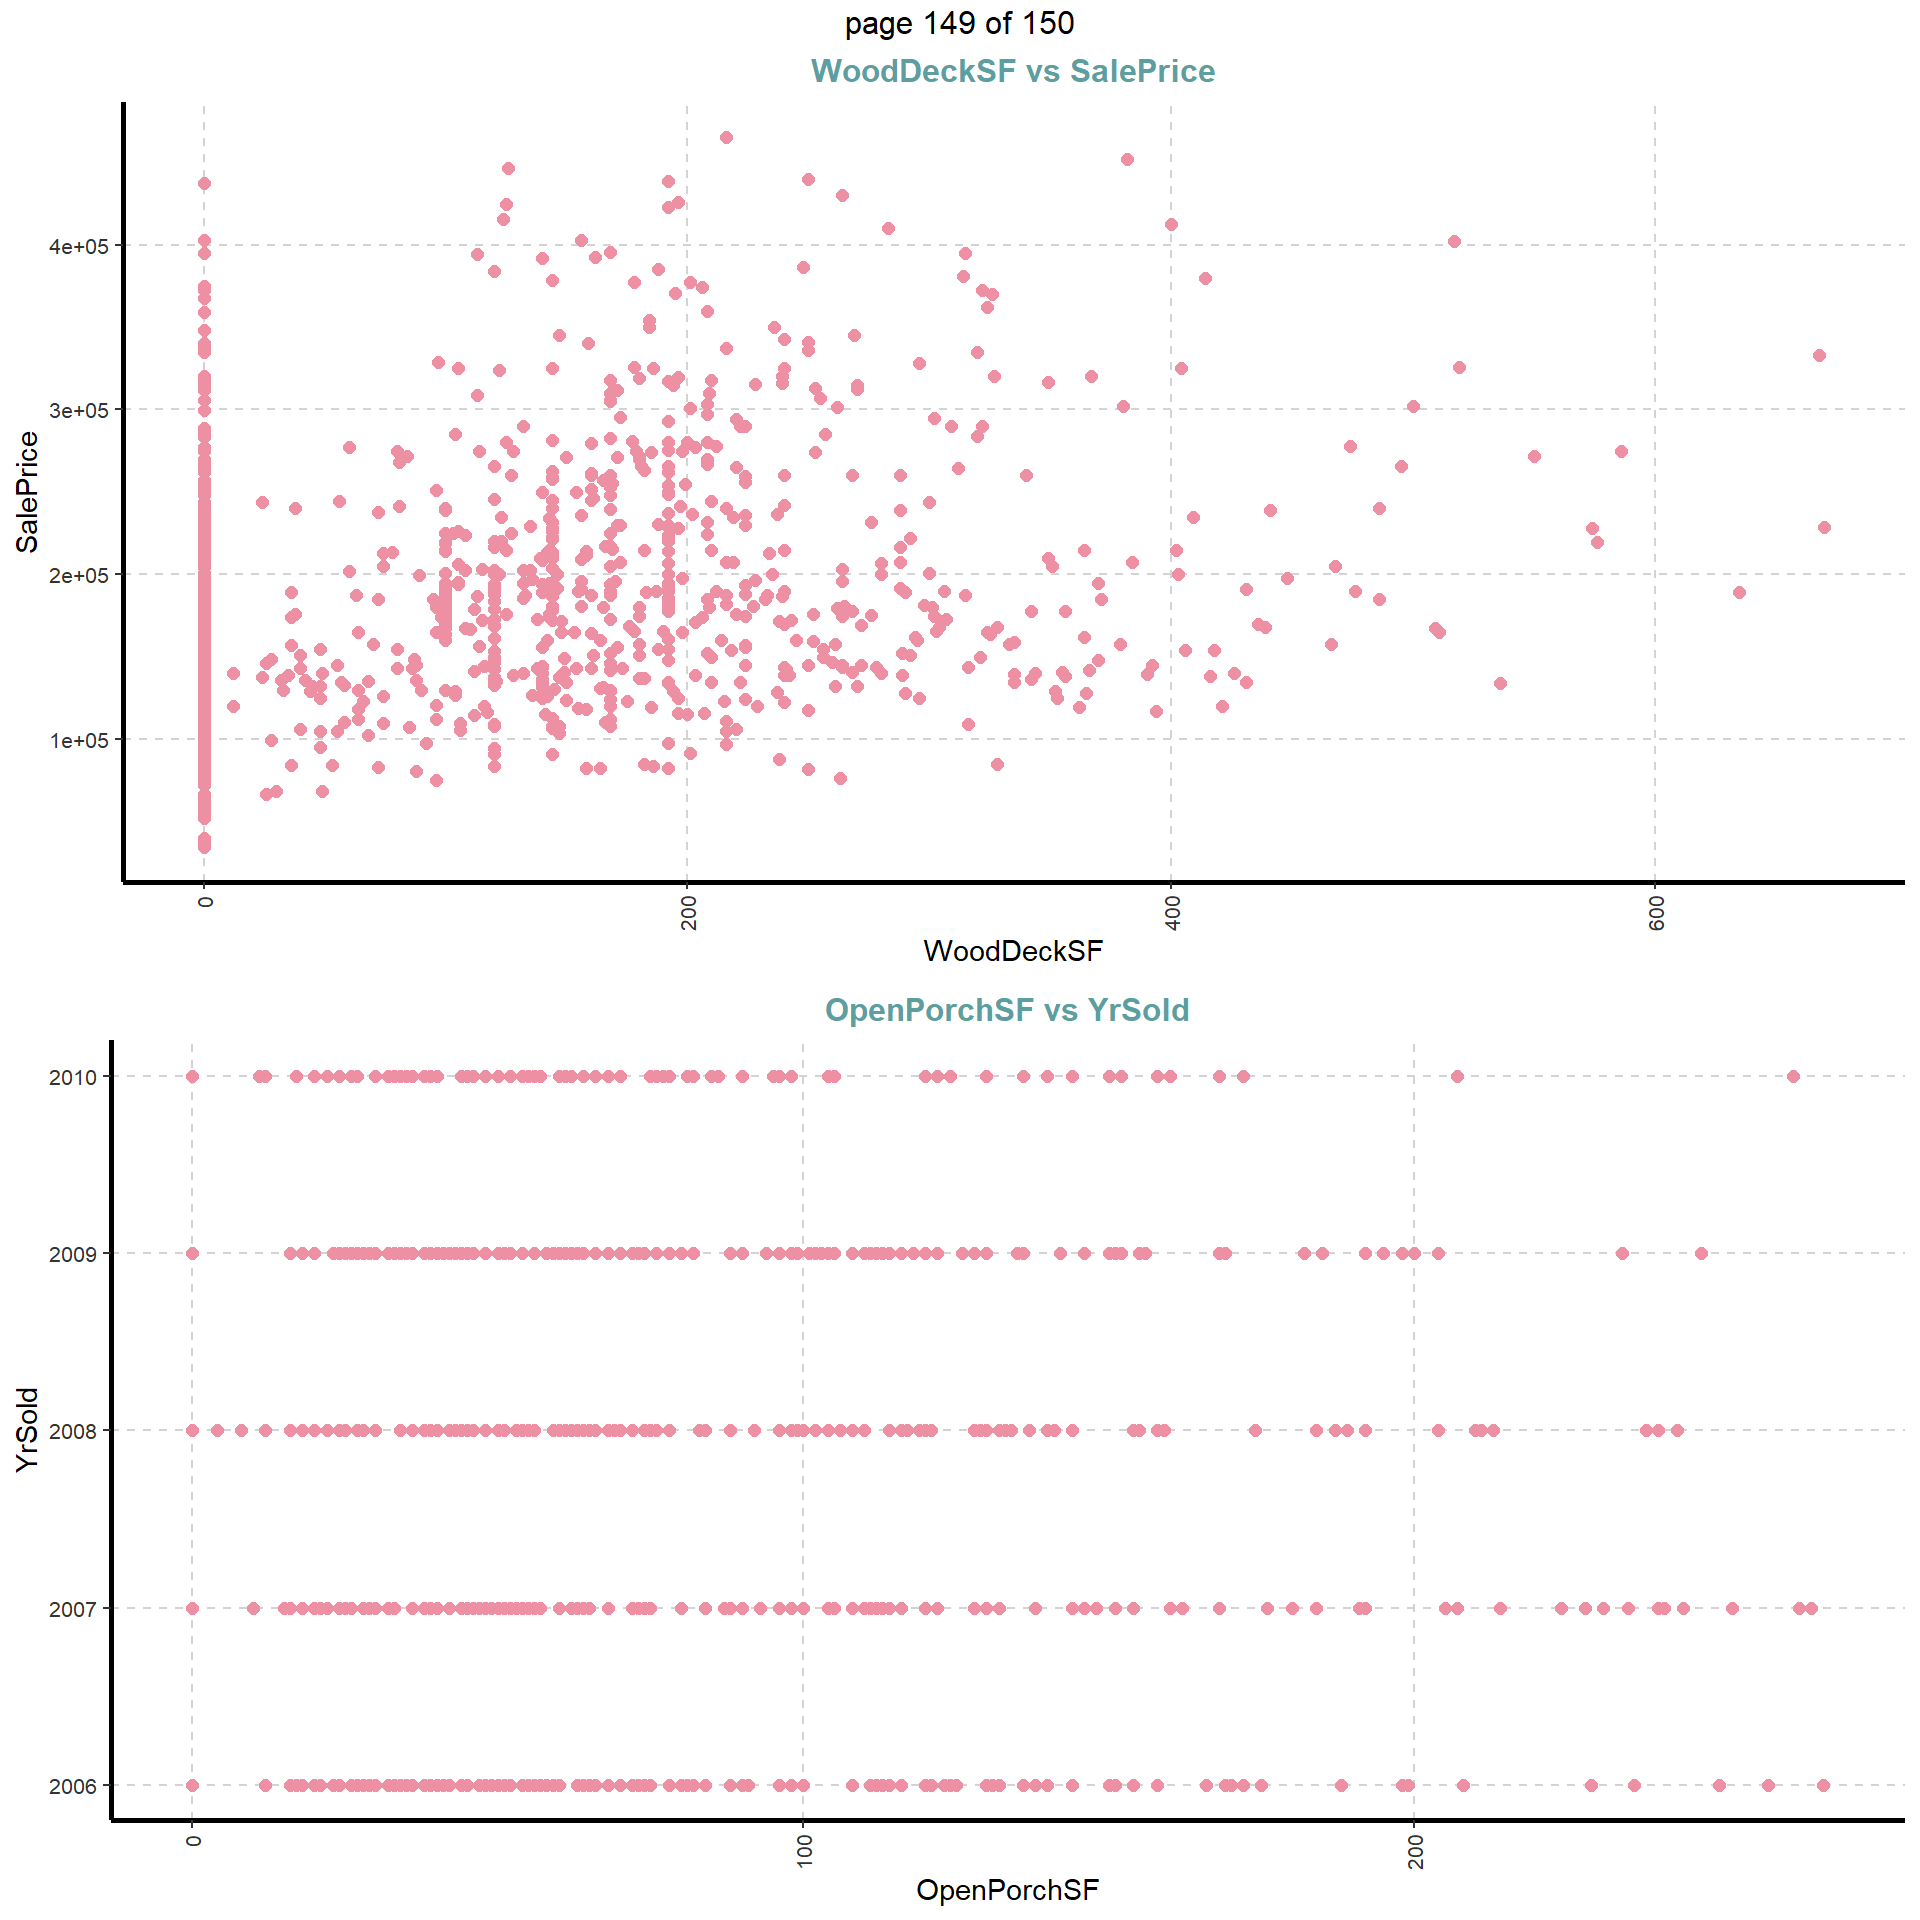 page 149 of 150
WoodDeckSF vs SalePrice
SalePrice
4e+05
3e+05
2e+05
1e+05
0
200
400
600
WoodDeckSF
OpenPorchSF vs YrSold
YrSold
2010
2009
2008
2007
2006
0
100
200
OpenPorchSF